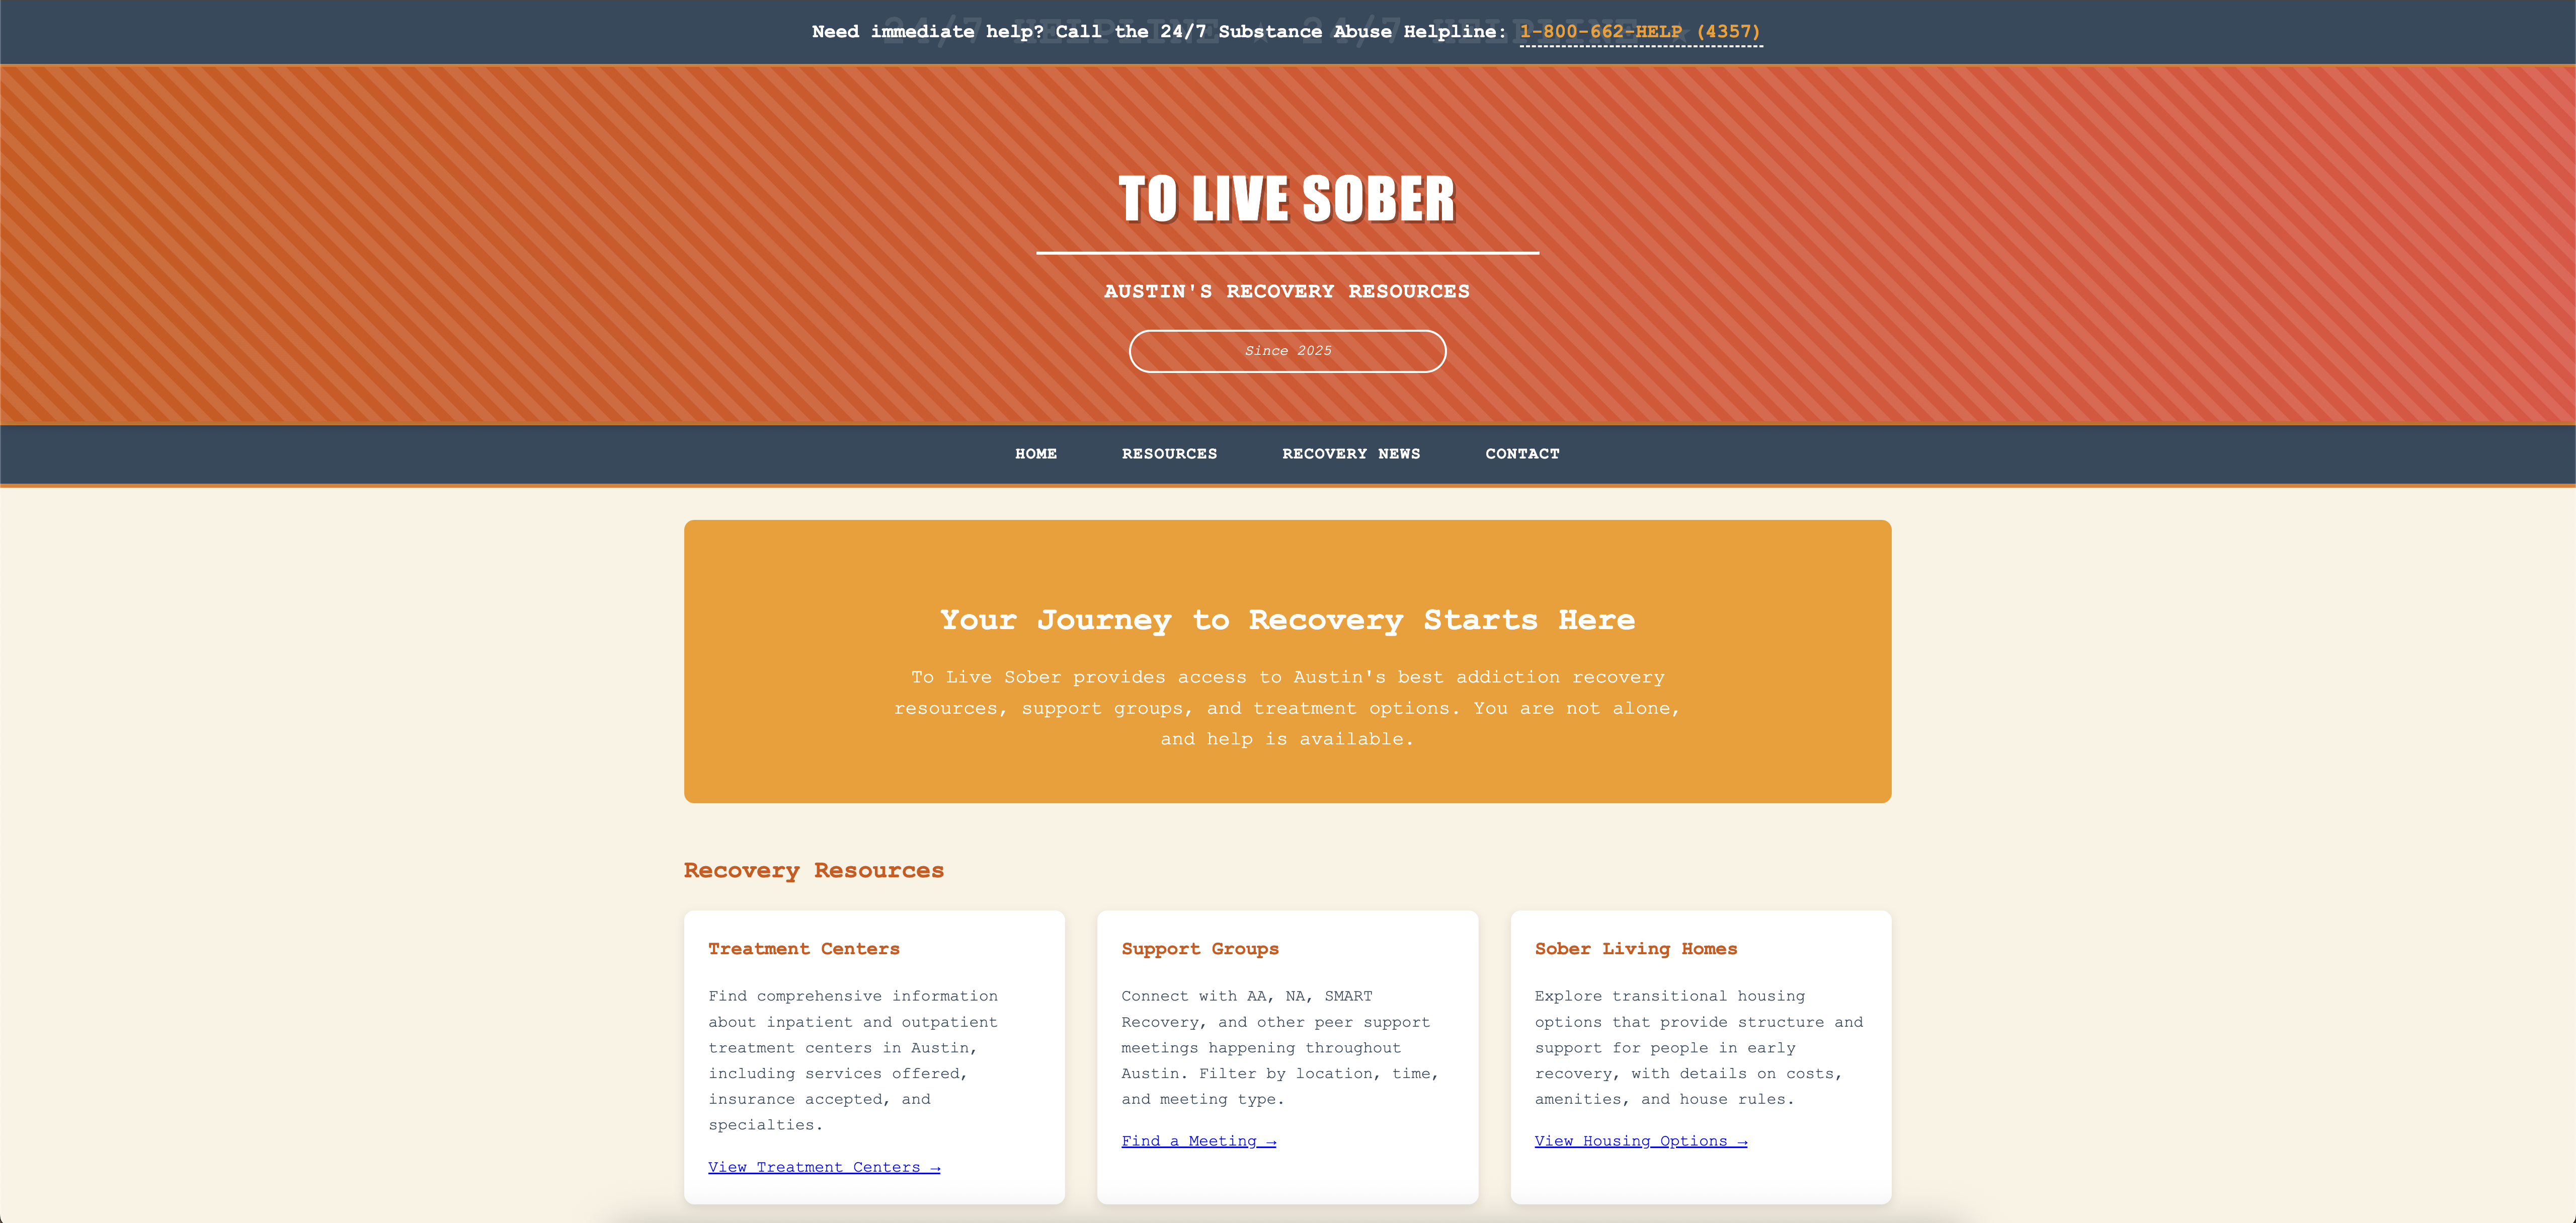 24/7 HELPLINE ★ 24/7 HELPLINE ★
Need immediate help? Call the 24/7 Substance Abuse Helpline: 1-800-662-HELP (4357)
TO LIVE SOBER
AUSTIN'S RECOVERY RESOURCES
Since 2025
HOME RESOURCES RECOVERY NEWS CONTACT
Your Journey to Recovery Starts Here
To Live Sober provides access to Austin's best addiction recovery
resources, support groups, and treatment options. You are not alone,
and help is available.
Recovery Resources
Treatment Centers
Find comprehensive information
about inpatient and outpatient
treatment centers in Austin,
including services offered,
insurance accepted, and
specialties.
View Treatment Centers →
Support Groups
Connect with AA, NA, SMART
Recovery, and other peer support
meetings happening throughout
Austin. Filter by location, time,
and meeting type.
Find a Meeting →
Sober Living Homes
Explore transitional housing
options that provide structure and
support for people in early
recovery, with details on costs,
amenities, and house rules.
View Housing Options →